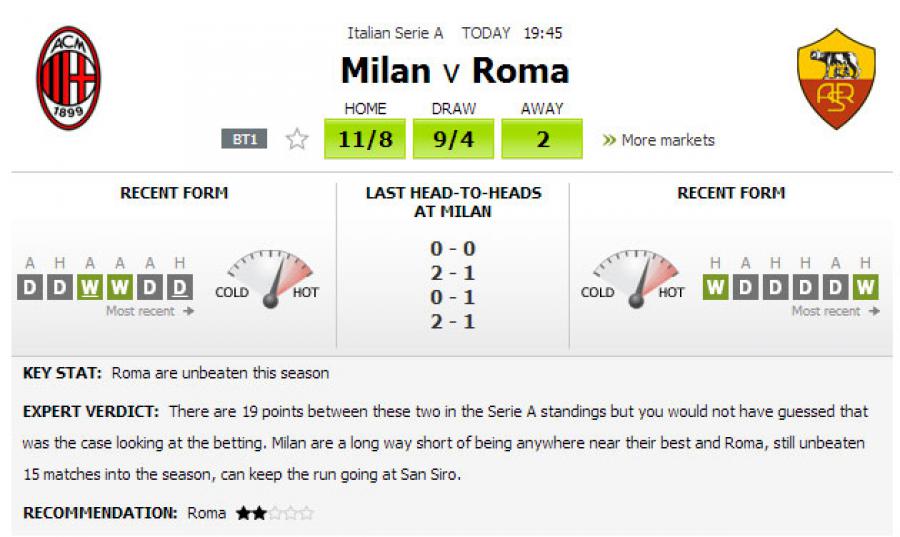 Italian Serie A TODAY 19:45
ACM
1899
Milan v Roma
ASR
HOME DRAW AWAY
BT1 11/8 9/4 2 More markets
RECENT FORM
LAST HEAD-TO-HEADS
AT MILAN
RECENT FORM
A H A A A H
D D W W D D
Most recent
COLD HOT
0 - 0
2 - 1
0 - 1
2 - 1
COLD HOT
H A H H A H
W D D D D W
Most recent
KEY STAT: Roma are unbeaten this season
EXPERT VERDICT: There are 19 points between these two in the Serie A standings but you would not have guessed that
was the case looking at the betting. Milan are a long way short of being anywhere near their best and Roma, still unbeaten
15 matches into the season, can keep the run going at San Siro.
RECOMMENDATION: Roma